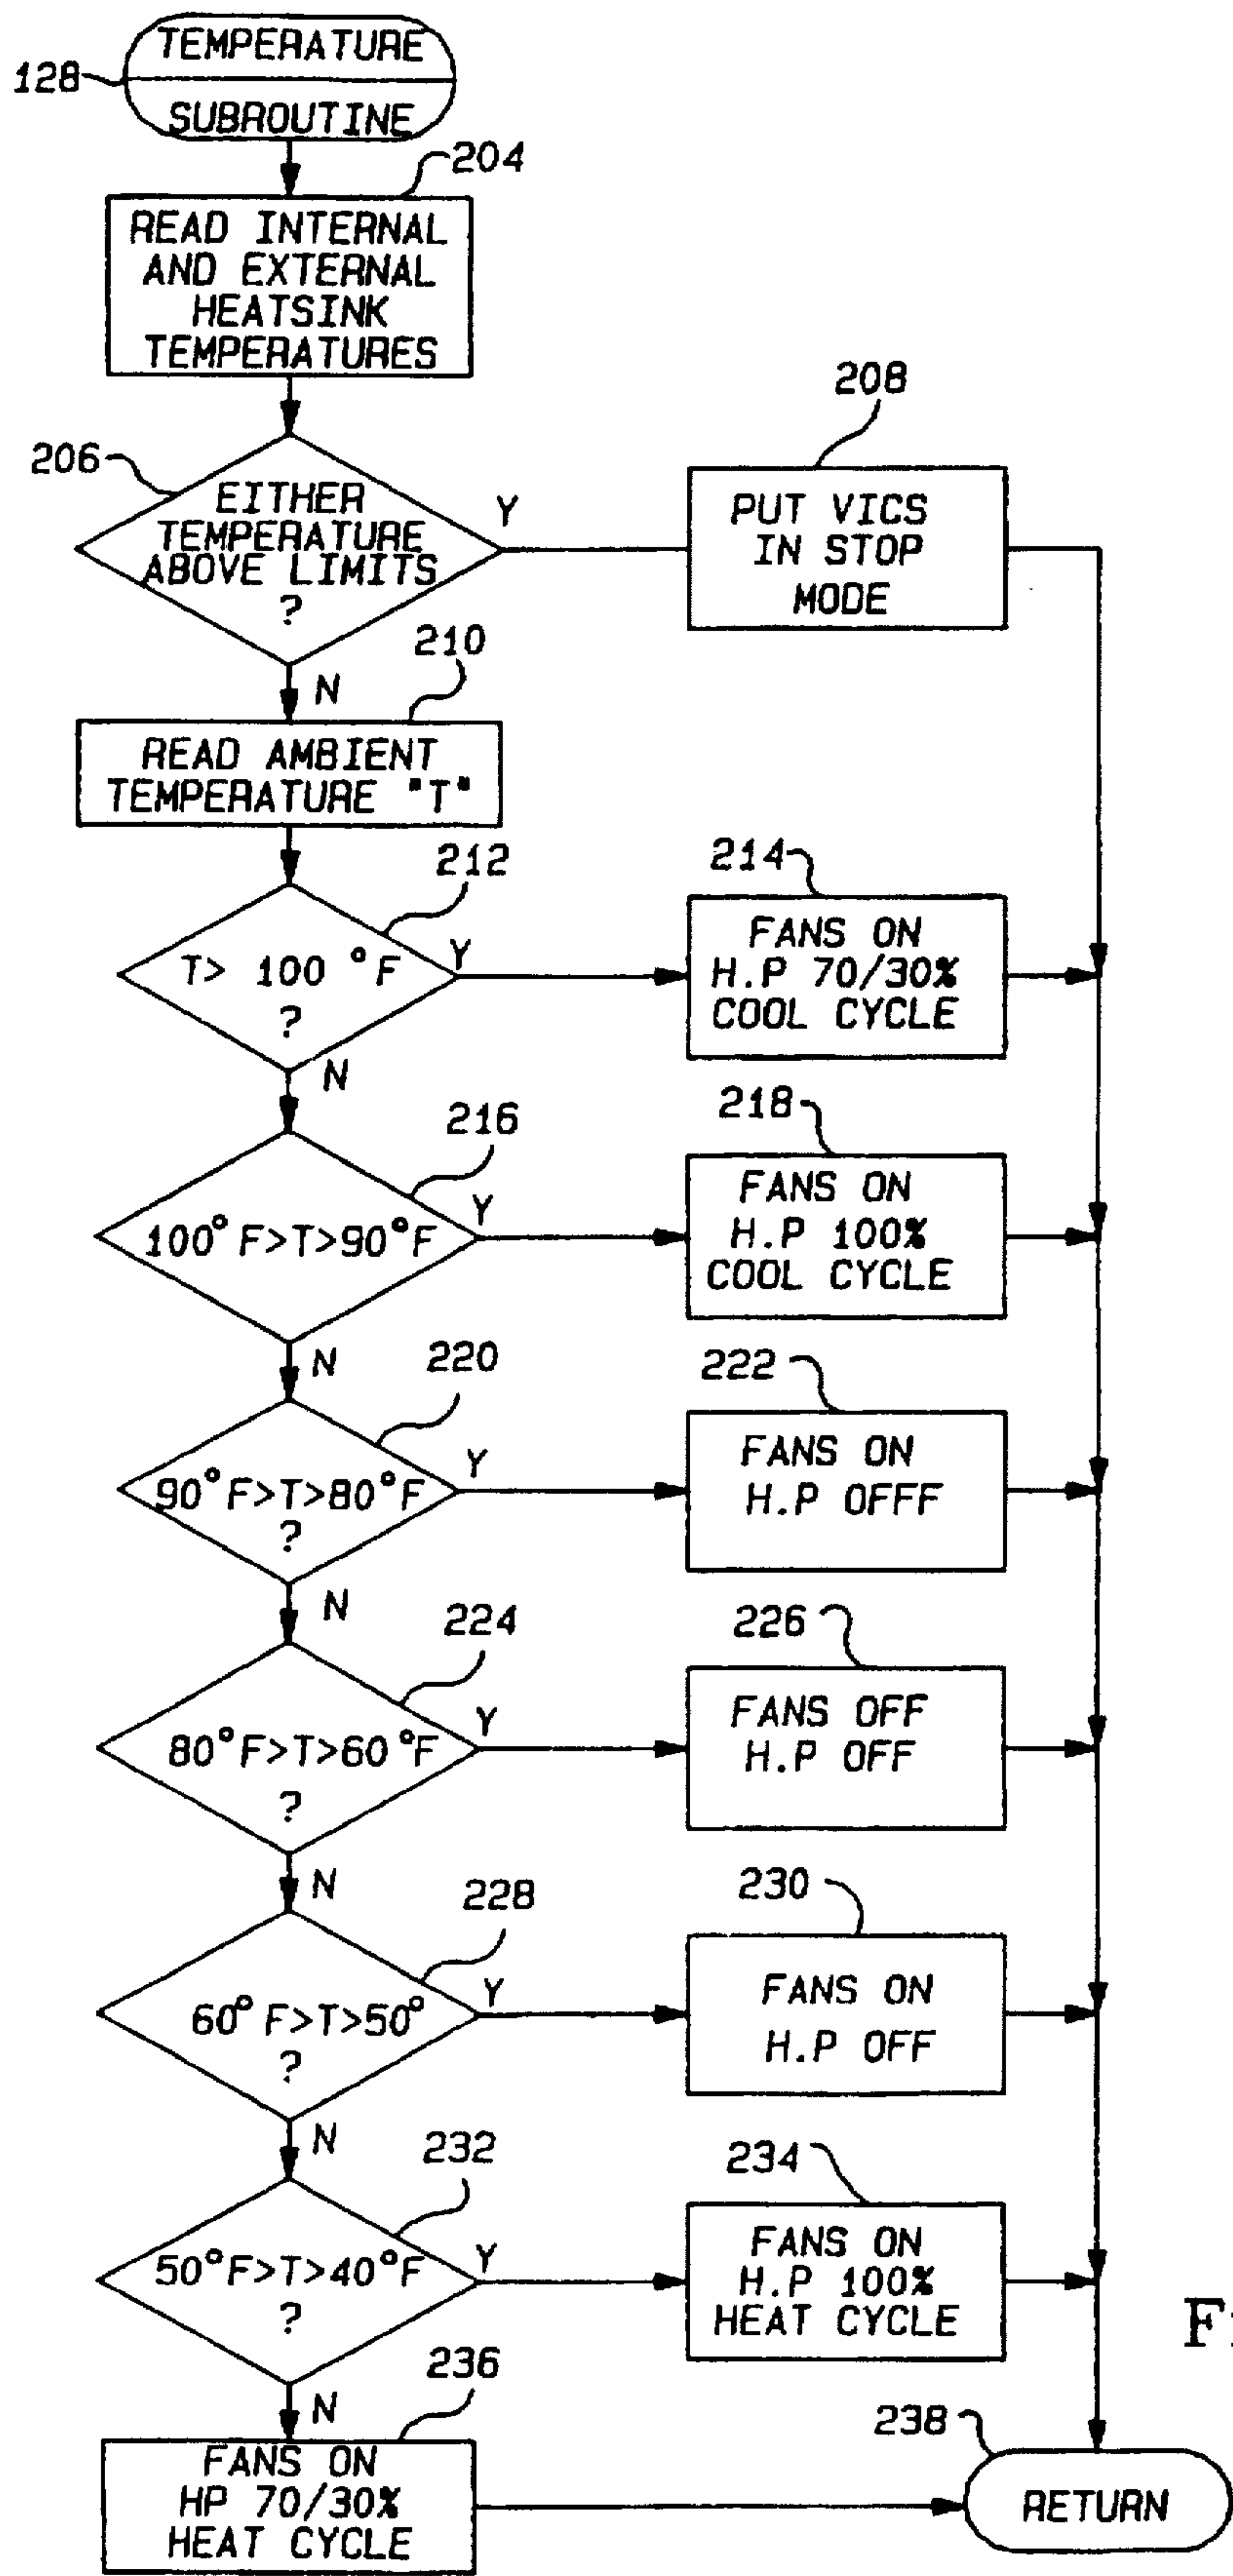 TEMPERATURE
128
SUBROUTINE
204
READ INTERNAL
AND EXTERNAL
HEATSINK
TEMPERATURES
206
EITHER
TEMPERATURE
ABOVE LIMITS
?
Y
208
PUT VICS
IN STOP
MODE
N
210
READ AMBIENT
TEMPERATURE "T"
212
T> 100 °F
?
Y
214
FANS ON
H.P 70/30%
COOL CYCLE
N
216
100°F>T>90°F
Y
218
FANS ON
H.P 100%
COOL CYCLE
N
220
90°F>T>80°F
?
Y
222
FANS ON
H.P OFFF
N
224
80°F>T>60°F
?
Y
226
FANS OFF
H.P OFF
N
228
60°F>T>50°
?
Y
230
FANS ON
H.P OFF
N
232
50°F>T>40°F
?
Y
234
FANS ON
H.P 100%
HEAT CYCLE
N
236
FANS ON
HP 70/30%
HEAT CYCLE
238
RETURN